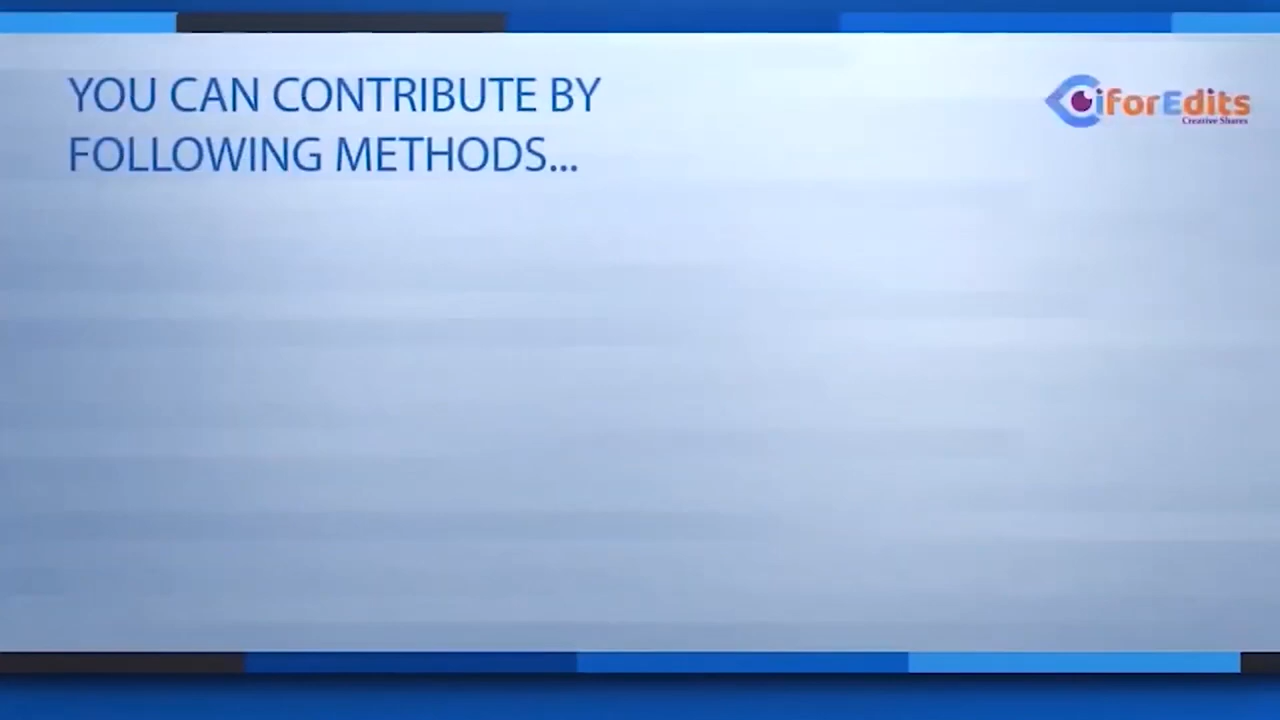 YOU CAN CONTRIBUTE BY
FOLLOWING METHODS...
iForEdits
Creative Shares